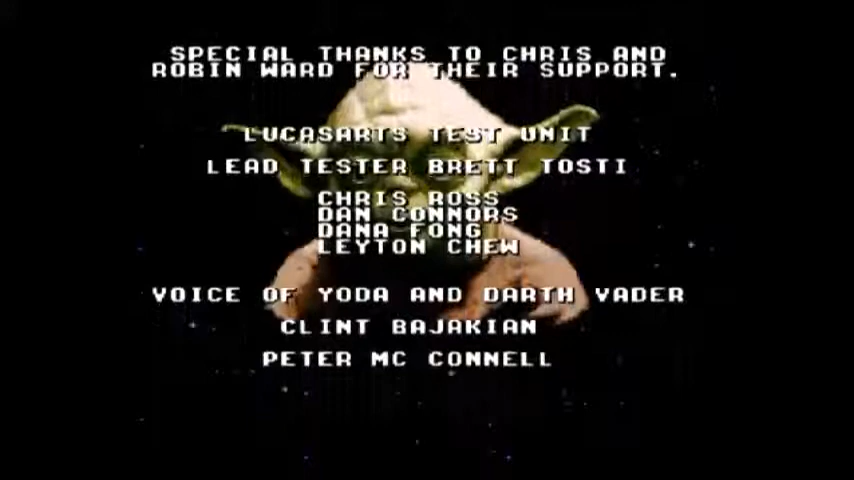 SPECIAL THANKS TO CHRIS AND
ROBIN WARD FOR THEIR SUPPORT.
LUCASARTS TEST UNIT
LEAD TESTER BRETT TOSTI
CHRIS ROSS
DAN CONNORS
DANA FONG
LEYTON CHEW
VOICE OF YODA AND DARTH VADER
CLINT BAJAKIAN
PETER MC CONNELL